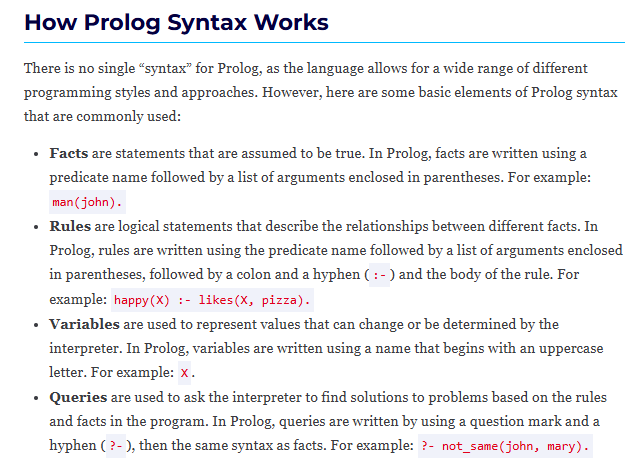 How Prolog Syntax Works
There is no single “syntax” for Prolog, as the language allows for a wide range of different
programming styles and approaches. However, here are some basic elements of Prolog syntax
that are commonly used:
• Facts are statements that are assumed to be true. In Prolog, facts are written using a
predicate name followed by a list of arguments enclosed in parentheses. For example:
man(john).
• Rules are logical statements that describe the relationships between different facts. In
Prolog, rules are written using the predicate name followed by a list of arguments enclosed
in parentheses, followed by a colon and a hyphen ( :- ) and the body of the rule. For
example: happy(X) :- likes(X, pizza).
• Variables are used to represent values that can change or be determined by the
interpreter. In Prolog, variables are written using a name that begins with an uppercase
letter. For example: X .
• Queries are used to ask the interpreter to find solutions to problems based on the rules
and facts in the program. In Prolog, queries are written by using a question mark and a
hyphen ( ?- ), then the same syntax as facts. For example: ?- not_same(john, mary).